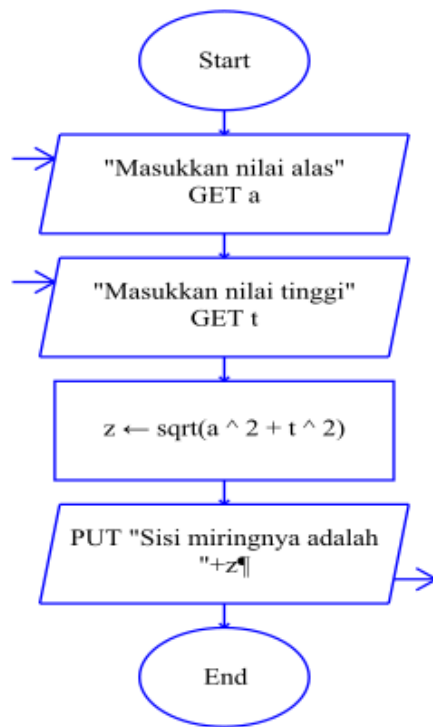 Start
"Masukkan nilai alas"
GET a
"Masukkan nilai tinggi"
GET t
z ← sqrt(a ^ 2 + t ^ 2)
PUT "Sisi miringnya adalah
"+z¶
End